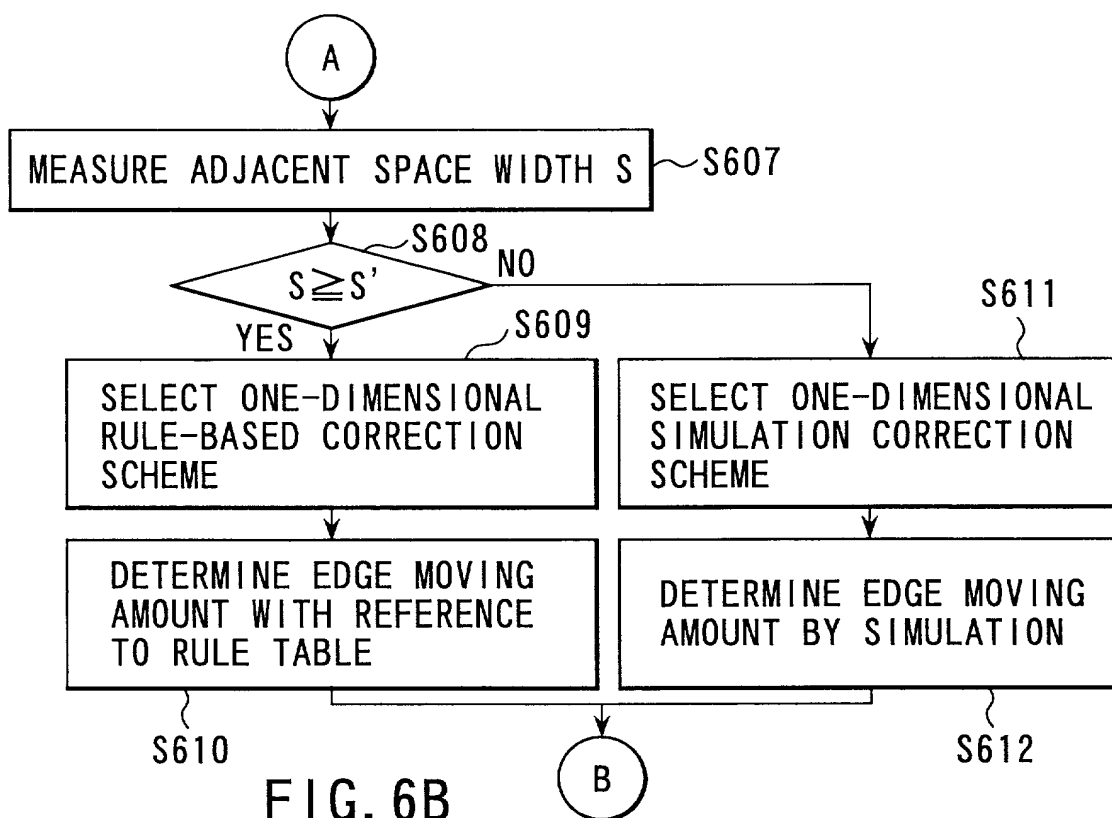 A
MEASURE ADJACENT SPACE WIDTH S
S607
S608
S≧S'
NO
YES
S609
S611
SELECT ONE-DIMENSIONAL
RULE-BASED CORRECTION
SCHEME
SELECT ONE-DIMENSIONAL
SIMULATION CORRECTION
SCHEME
DETERMINE EDGE MOVING
AMOUNT WITH REFERENCE
TO RULE TABLE
DETERMINE EDGE MOVING
AMOUNT BY SIMULATION
S610
S612
B
FIG. 6B